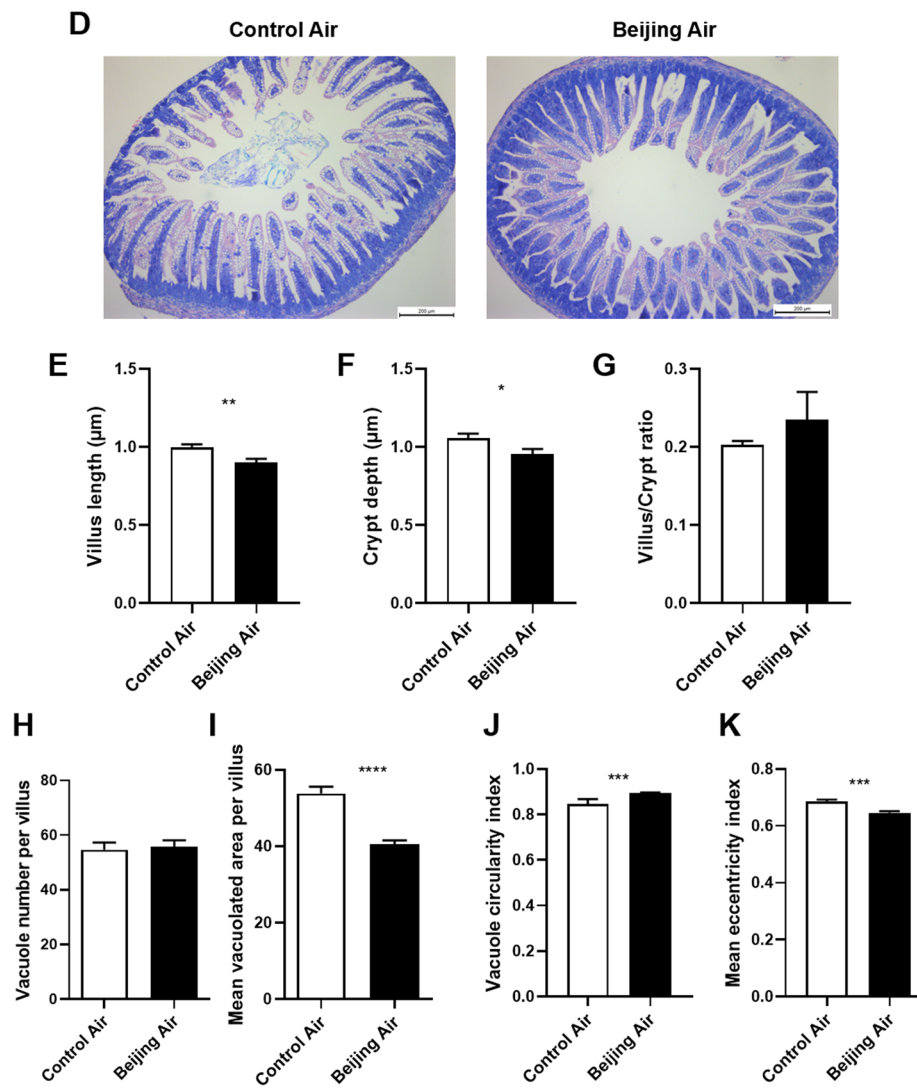 D
Control Air
Beijing Air
200 µm
200 µm
E
Villus length (µm)
1.5
1.0
0.5
0.0
**
Control Air
Beijing Air
F
Crypt depth (µm)
1.5
1.0
0.5
0.0
*
Control Air
Beijing Air
G
Villus/Crypt ratio
0.3
0.2
0.1
0.0
Control Air
Beijing Air
H
Vacuole number per villus
80
60
40
20
0
Control Air
Beijing Air
I
Mean vacuolated area per villus
60
40
20
0
****
Control Air
Beijing Air
J
Vacuole circularity index
1.0
0.8
0.6
0.4
0.2
0.0
***
Control Air
Beijing Air
K
Mean eccentricity index
0.8
0.6
0.4
0.2
0.0
***
Control Air
Beijing Air